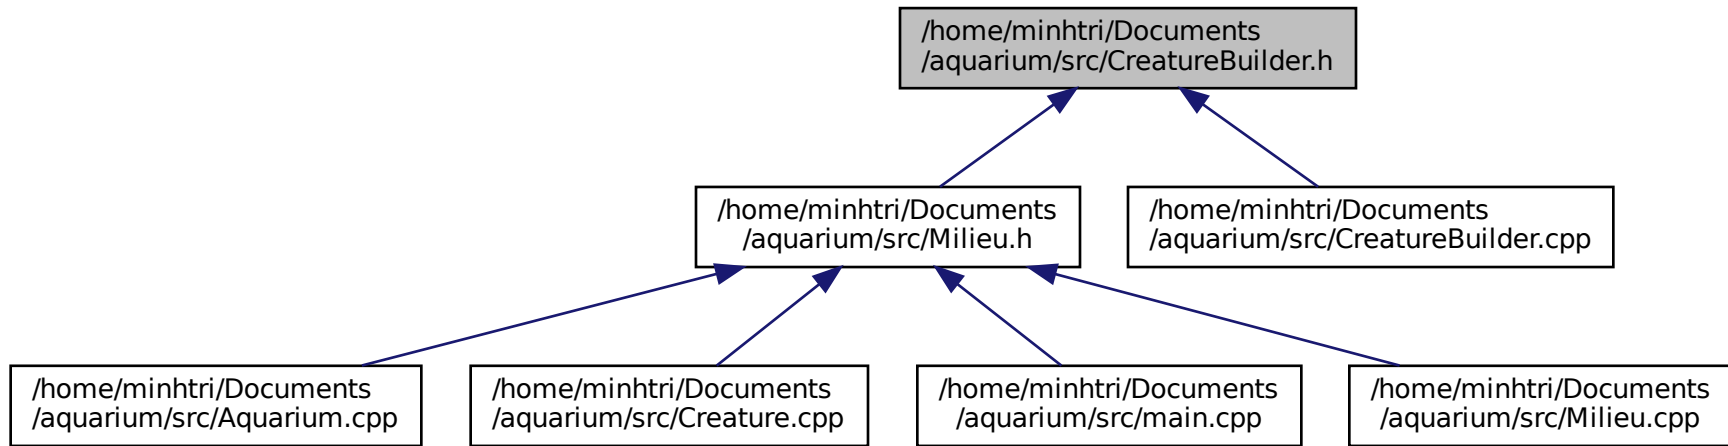 /home/minhtri/Documents
/aquarium/src/CreatureBuilder.h
/home/minhtri/Documents
/aquarium/src/Milieu.h
/home/minhtri/Documents
/aquarium/src/CreatureBuilder.cpp
/home/minhtri/Documents
/aquarium/src/Aquarium.cpp
/home/minhtri/Documents
/aquarium/src/Creature.cpp
/home/minhtri/Documents
/aquarium/src/main.cpp
/home/minhtri/Documents
/aquarium/src/Milieu.cpp